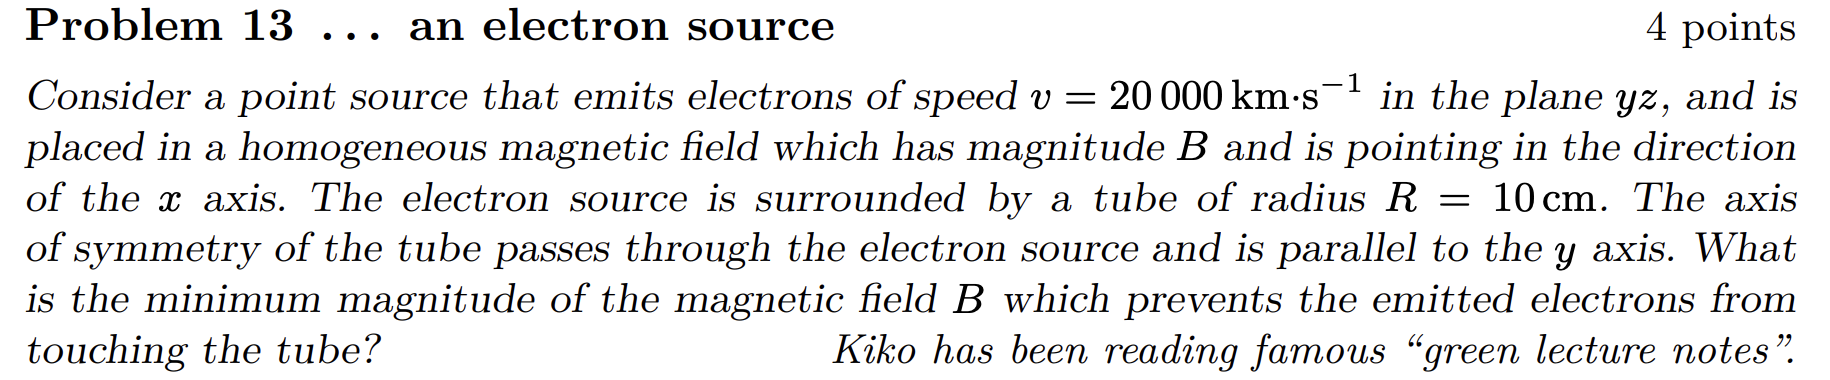 Problem 13 ... an electron source 4 points
Consider a point source that emits electrons of speed v = 20 000 km·s⁻¹ in the plane yz, and is
placed in a homogeneous magnetic field which has magnitude B and is pointing in the direction
of the x axis. The electron source is surrounded by a tube of radius R = 10 cm. The axis
of symmetry of the tube passes through the electron source and is parallel to the y axis. What
is the minimum magnitude of the magnetic field B which prevents the emitted electrons from
touching the tube? Kiko has been reading famous “green lecture notes”.